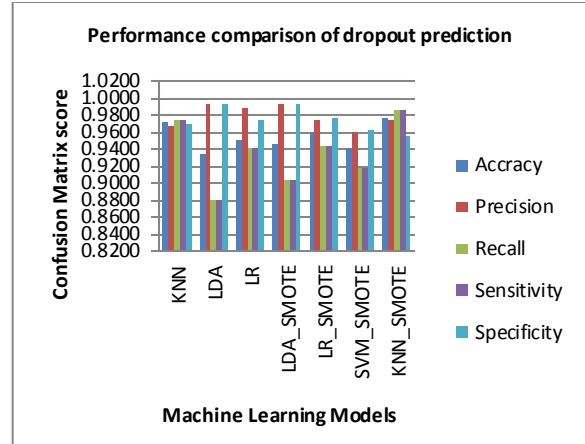 Performance comparison of dropout prediction
Confusion Matrix score
1.0200
1.0000
0.9800
0.9600
0.9400
0.9200
0.9000
0.8800
0.8600
0.8400
0.8200
KNN
LDA
LR
LDA_SMOTE
LR_SMOTE
SVM_SMOTE
KNN_SMOTE
Machine Learning Models
Accracy
Precision
Recall
Sensitivity
Specificity